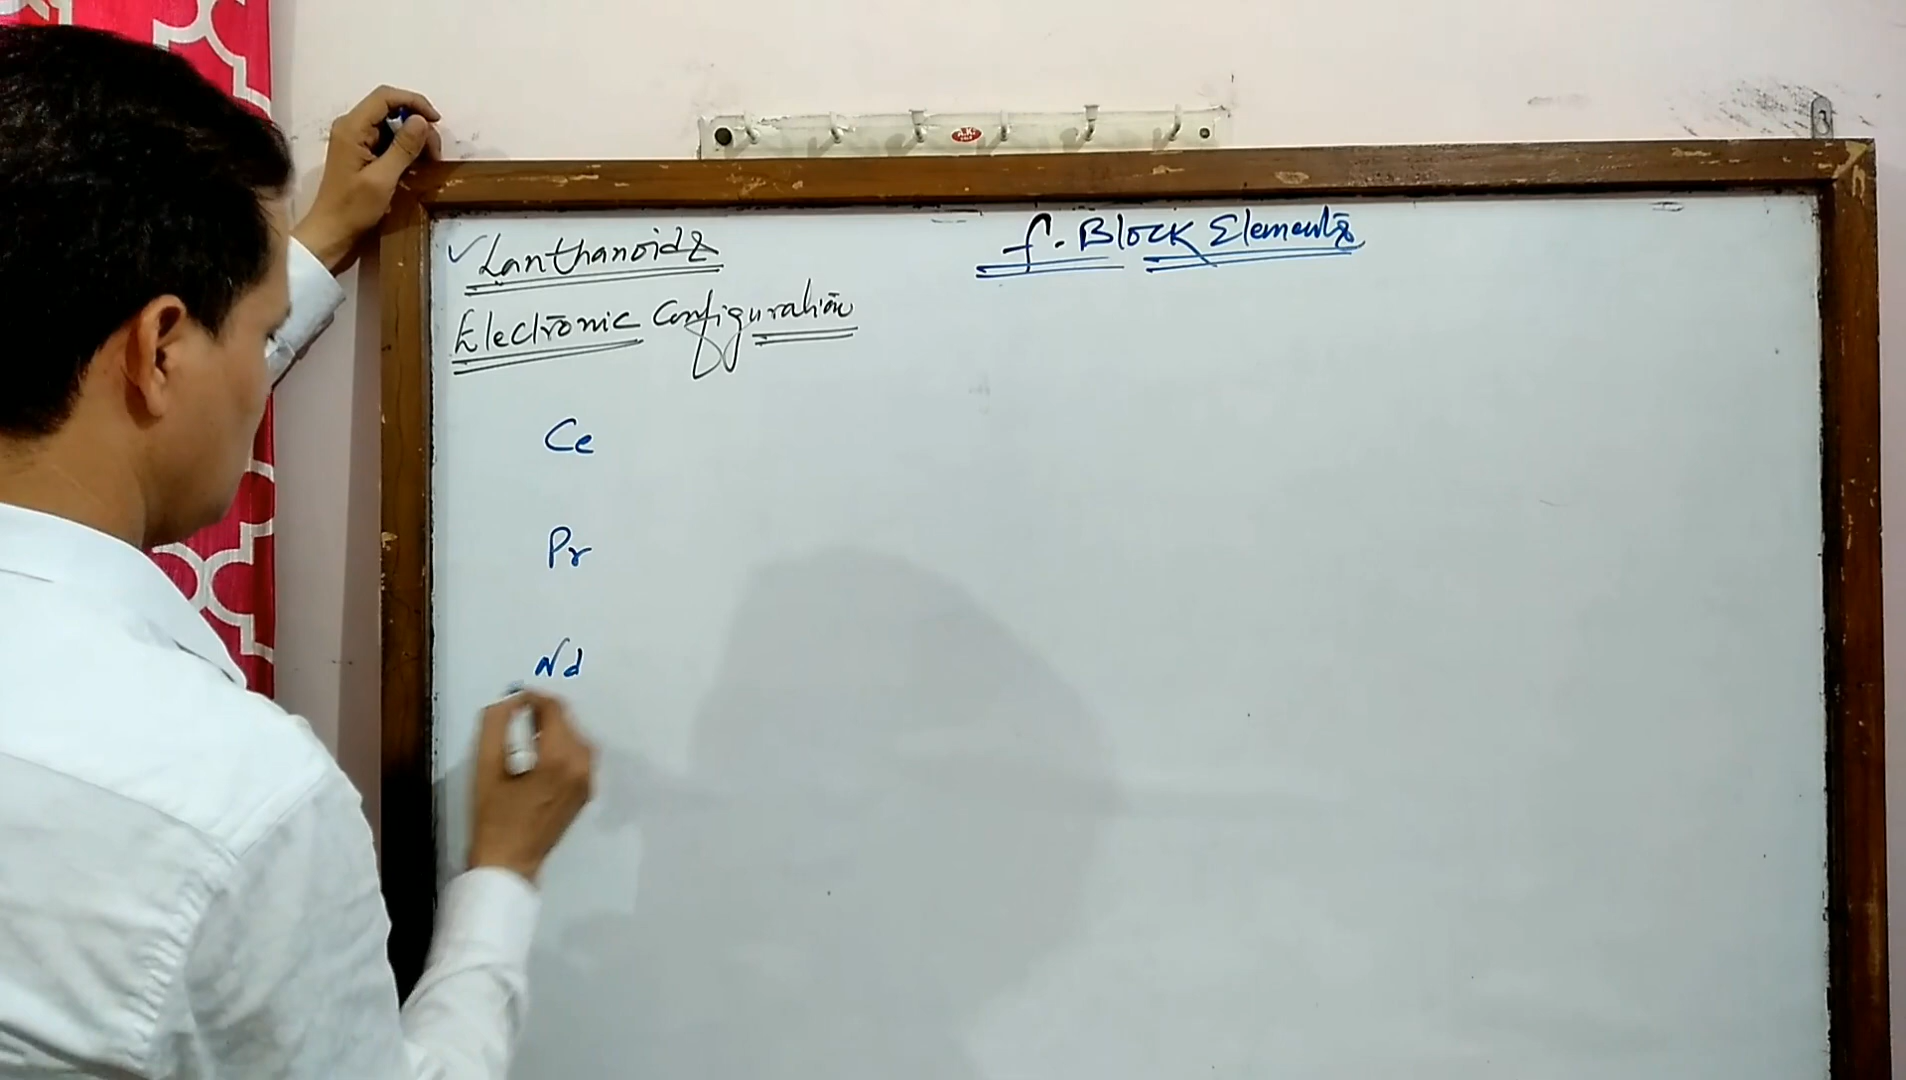 Lanthanoids
f. Block Elements
Electronic Configuration
Ce
Pr
Nd